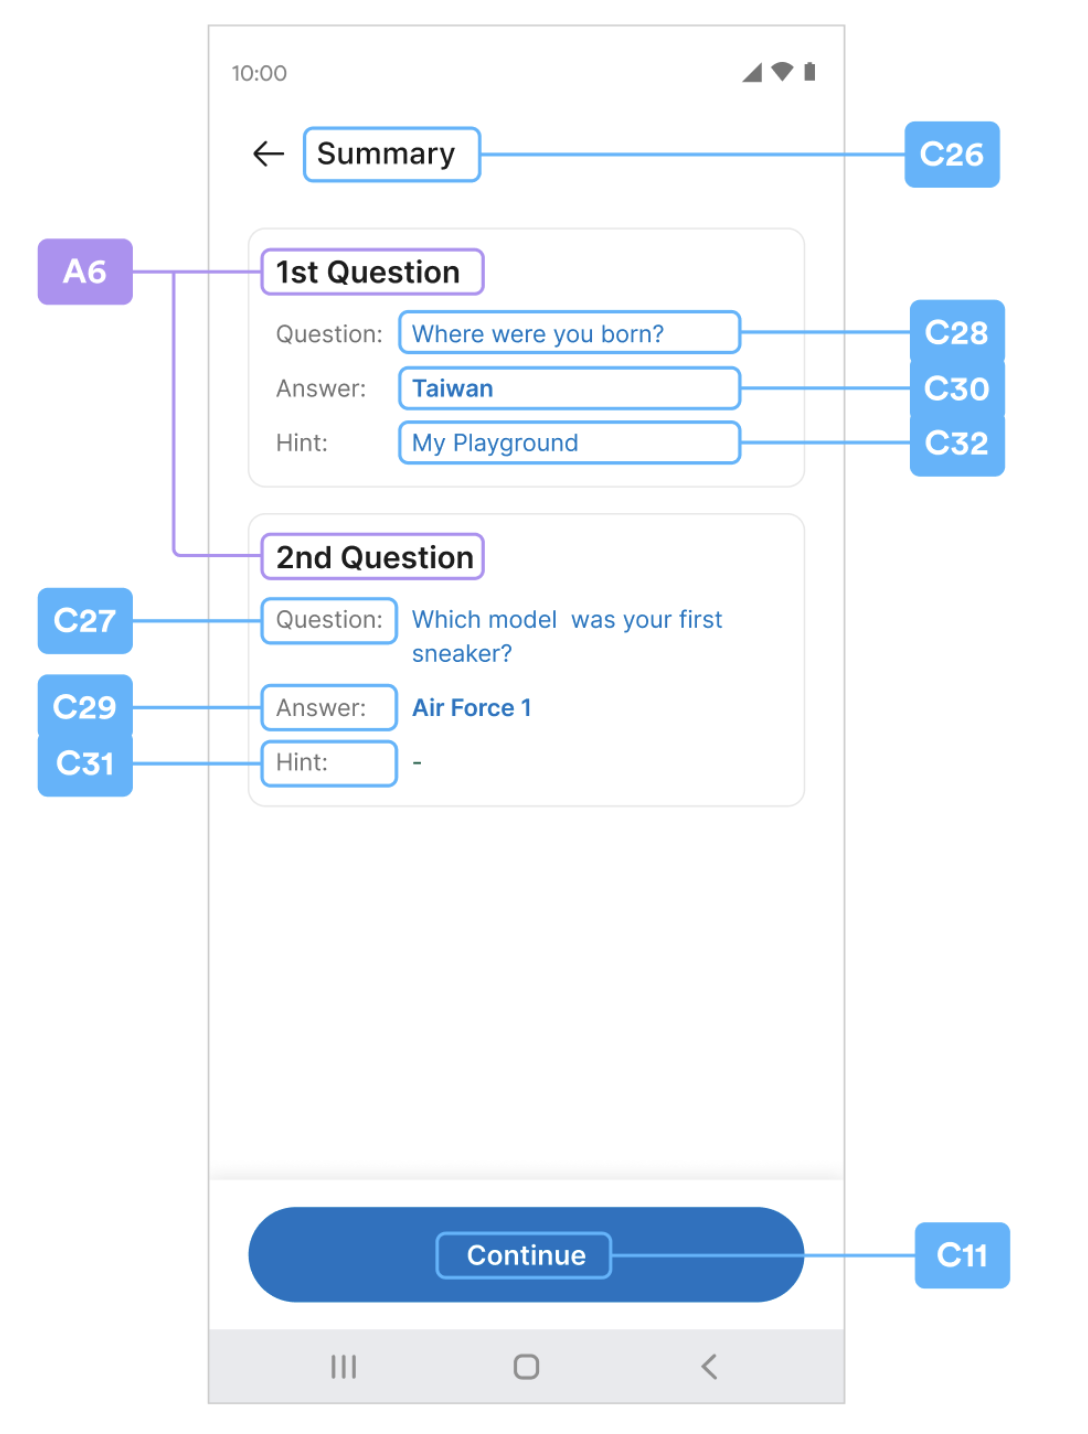 10:00
Summary
C26
A6
1st Question
Question: Where were you born?
C28
Answer: Taiwan
C30
Hint: My Playground
C32
2nd Question
C27
Question: Which model was your first
sneaker?
C29
Answer: Air Force 1
C31
Hint: -
Continue
C11